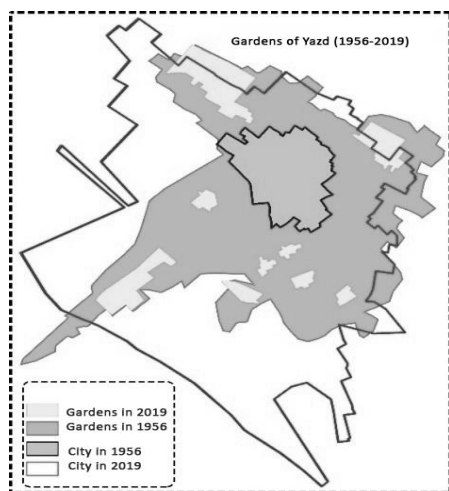 Gardens of Yazd (1956-2019)
Gardens in 2019
Gardens in 1956
City in 1956
City in 2019